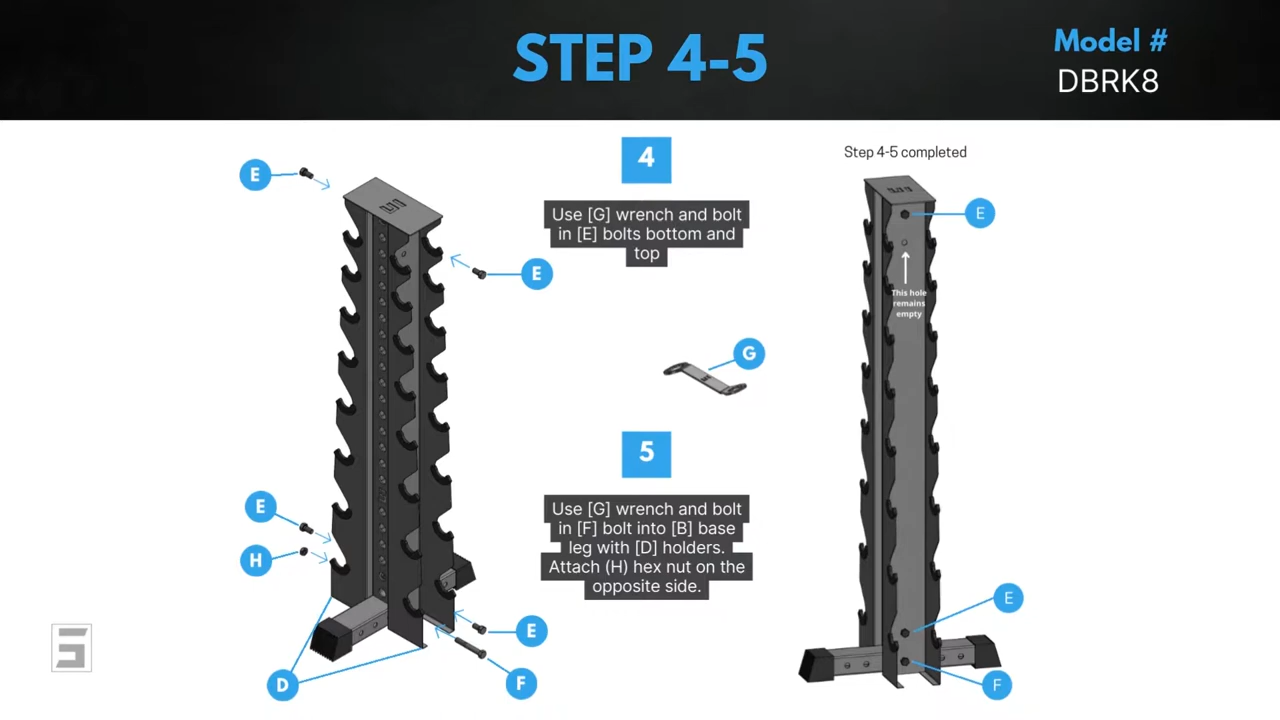 STEP 4-5
Model #
DBRK8
4
Use [G] wrench and bolt
in [E] bolts bottom and
top
5
Use [G] wrench and bolt
in [F] bolt into [B] base
leg with [D] holders.
Attach (H) hex nut on the
opposite side.
E
E
E
H
E
F
D
G
Step 4-5 completed
E
This hole
remains
empty
E
F